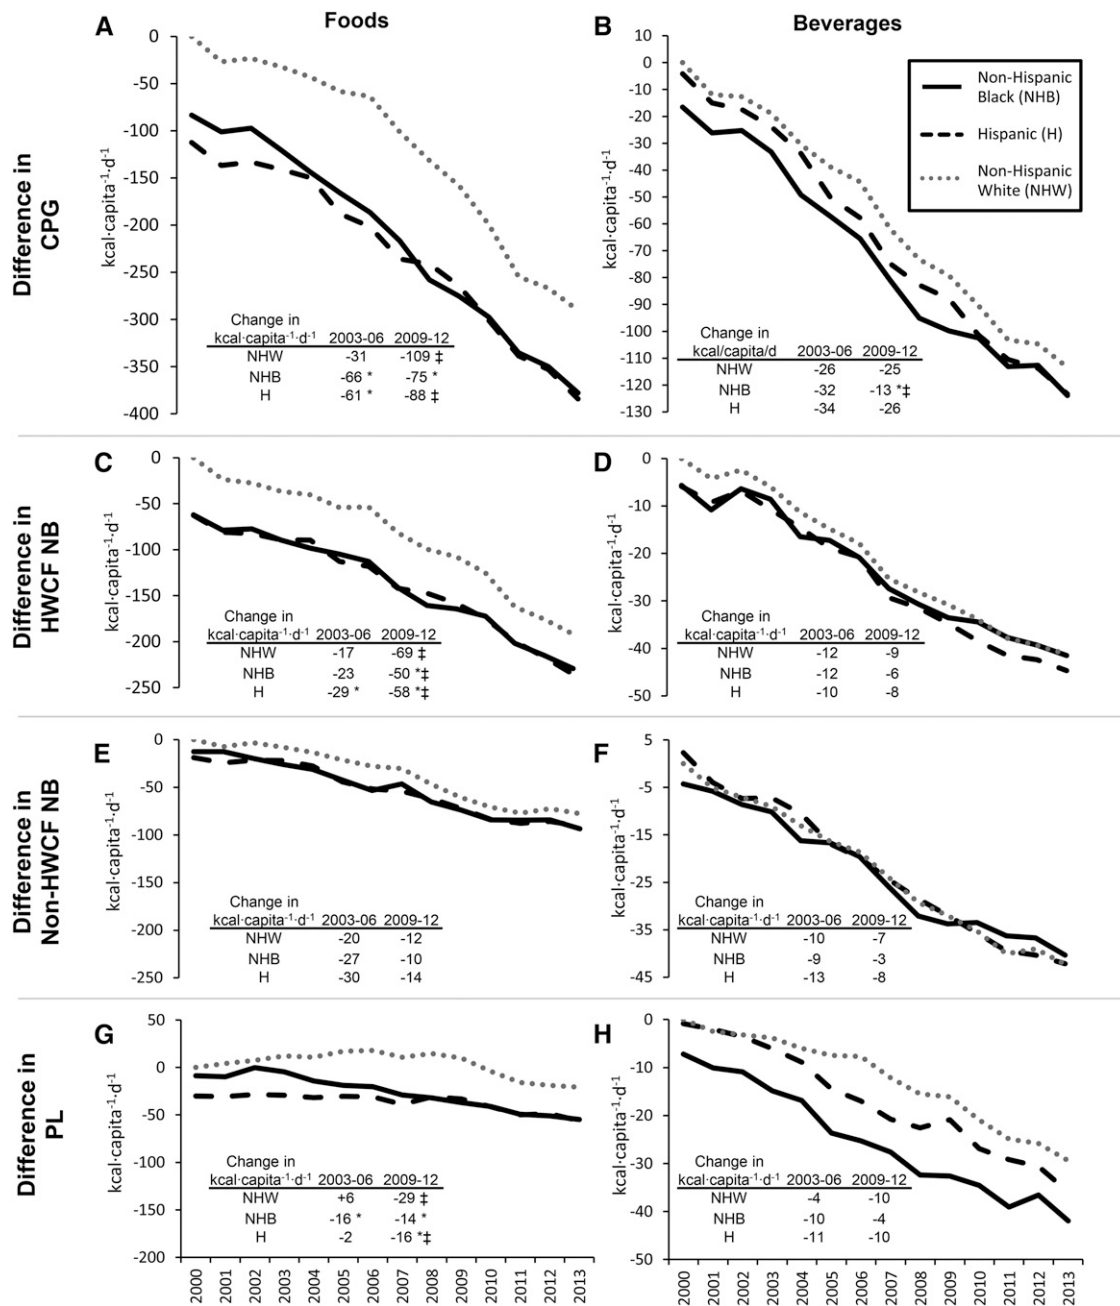 Foods
Beverages
A
Difference in
CPG
kcal·capita⁻¹·d⁻¹
0
-50
-100
-150
-200
-250
-300
-350
-400
Change in
kcal·capita⁻¹·d⁻¹ 2003-06 2009-12
NHW -31 -109 ‡
NHB -66 * -75 *
H -61 * -88 ‡
B
kcal·capita⁻¹·d⁻¹
10
0
-10
-20
-30
-40
-50
-60
-70
-80
-90
-100
-110
-120
-130
Non-Hispanic
Black (NHB)
Hispanic (H)
Non-Hispanic
White (NHW)
Change in
kcal/capita/d 2003-06 2009-12
NHW -26 -25
NHB -32 -13 *‡
H -34 -26
C
Difference in
HWCF NB
kcal·capita⁻¹·d⁻¹
0
-50
-100
-150
-200
-250
Change in
kcal·capita⁻¹·d⁻¹ 2003-06 2009-12
NHW -17 -69 ‡
NHB -23 -50 *‡
H -29 * -58 *‡
D
kcal·capita⁻¹·d⁻¹
0
-10
-20
-30
-40
-50
Change in
kcal·capita⁻¹·d⁻¹ 2003-06 2009-12
NHW -12 -9
NHB -12 -6
H -10 -8
E
Difference in
Non-HWCF NB
kcal·capita⁻¹·d⁻¹
0
-50
-100
-150
-200
-250
Change in
kcal·capita⁻¹·d⁻¹ 2003-06 2009-12
NHW -20 -12
NHB -27 -10
H -30 -14
F
kcal·capita⁻¹·d⁻¹
5
-5
-15
-25
-35
-45
Change in
kcal·capita⁻¹·d⁻¹ 2003-06 2009-12
NHW -10 -7
NHB -9 -3
H -13 -8
G
Difference in
PL
kcal·capita⁻¹·d⁻¹
50
0
-50
-100
-150
-200
Change in
kcal·capita⁻¹·d⁻¹ 2003-06 2009-12
NHW +6 -29 ‡
NHB -16 * -14 *
H -2 -16 *‡
2000 2001 2002 2003 2004 2005 2006 2007 2008 2009 2010 2011 2012 2013
H
kcal·capita⁻¹·d⁻¹
0
-10
-20
-30
-40
-50
Change in
kcal·capita⁻¹·d⁻¹ 2003-06 2009-12
NHW -4 -10
NHB -10 -4
H -11 -10
2000 2001 2002 2003 2004 2005 2006 2007 2008 2009 2010 2011 2012 2013